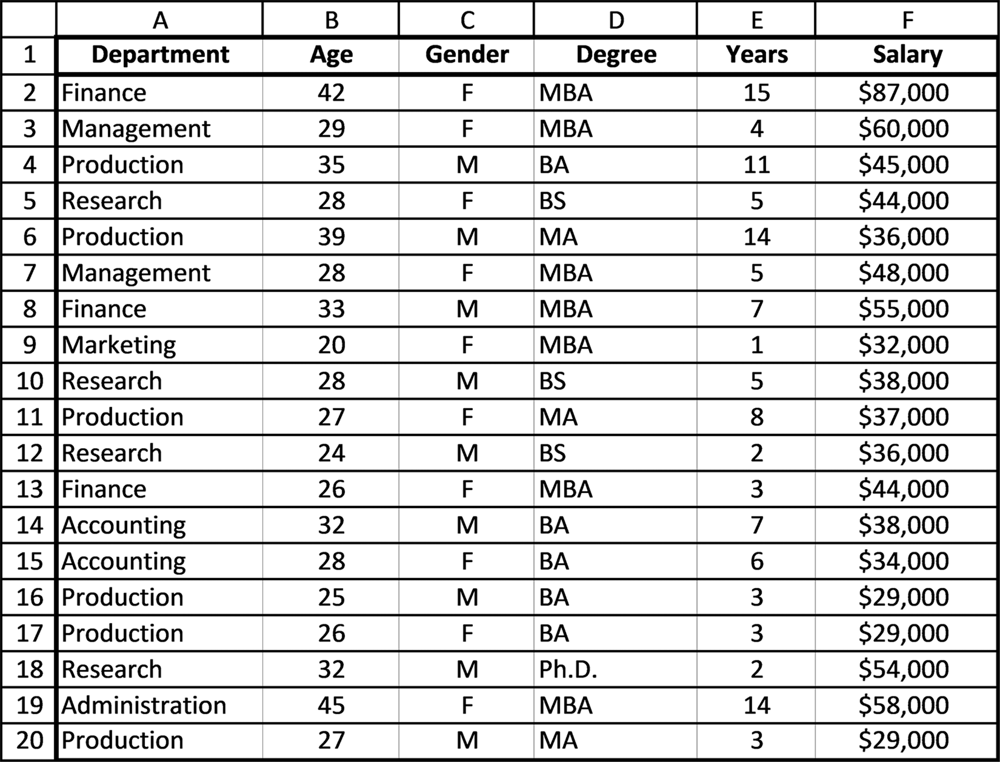 A B C D E F
1 Department Age Gender Degree Years Salary
2 Finance 42 F MBA 15 $87,000
3 Management 29 F MBA 4 $60,000
4 Production 35 M BA 11 $45,000
5 Research 28 F BS 5 $44,000
6 Production 39 M MA 14 $36,000
7 Management 28 F MBA 5 $48,000
8 Finance 33 M MBA 7 $55,000
9 Marketing 20 F MBA 1 $32,000
10 Research 28 M BS 5 $38,000
11 Production 27 F MA 8 $37,000
12 Research 24 M BS 2 $36,000
13 Finance 26 F MBA 3 $44,000
14 Accounting 32 M BA 7 $38,000
15 Accounting 28 F BA 6 $34,000
16 Production 25 M BA 3 $29,000
17 Production 26 F BA 3 $29,000
18 Research 32 M Ph.D. 2 $54,000
19 Administration 45 F MBA 14 $58,000
20 Production 27 M MA 3 $29,000